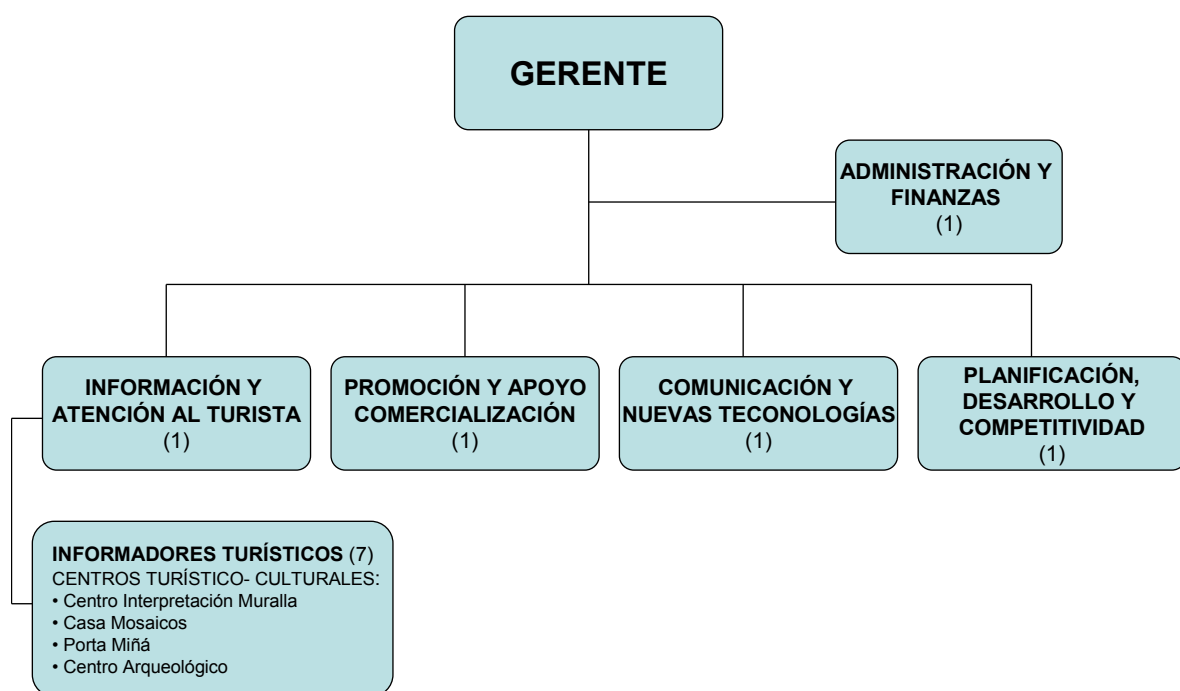 GERENTE
ADMINISTRACIÓN Y
FINANZAS
(1)
INFORMACIÓN Y
ATENCIÓN AL TURISTA
(1)
PROMOCIÓN Y APOYO
COMERCIALIZACIÓN
(1)
COMUNICACIÓN Y
NUEVAS TECONOLOGÍAS
(1)
PLANIFICACIÓN,
DESARROLLO Y
COMPETITIVIDAD
(1)
INFORMADORES TURÍSTICOS (7)
CENTROS TURÍSTICO- CULTURALES:
• Centro Interpretación Muralla
• Casa Mosaicos
• Porta Miñá
• Centro Arqueológico